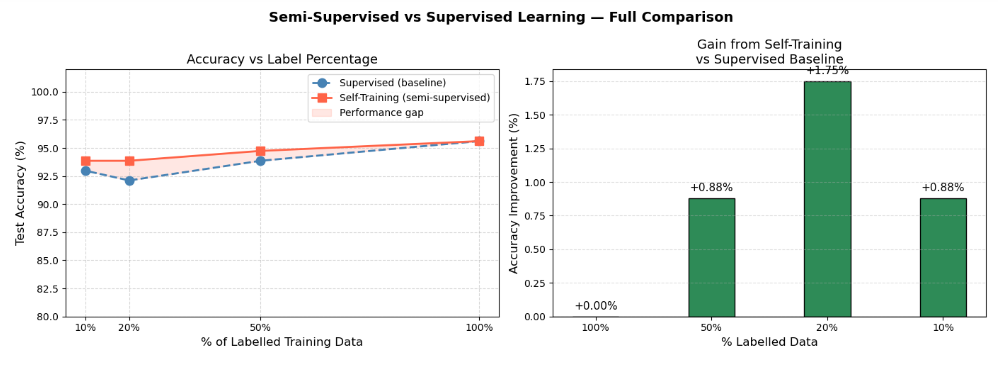 Semi-Supervised vs Supervised Learning — Full Comparison
Accuracy vs Label Percentage
Test Accuracy (%)
100.0
97.5
95.0
92.5
90.0
87.5
85.0
82.5
80.0
Supervised (baseline)
Self-Training (semi-supervised)
Performance gap
10%
20%
50%
100%
% of Labelled Training Data
Gain from Self-Training
vs Supervised Baseline
Accuracy Improvement (%)
1.75
1.50
1.25
1.00
0.75
0.50
0.25
0.00
+0.00%
+0.88%
+1.75%
+0.88%
100%
50%
20%
10%
% Labelled Data